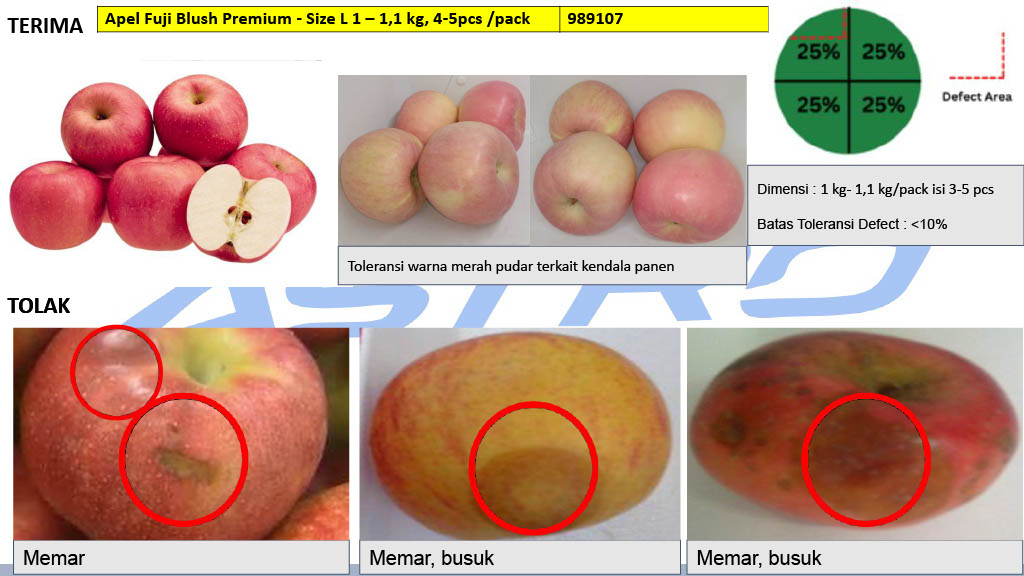 TERIMA
Apel Fuji Blush Premium - Size L 1 – 1,1 kg, 4-5pcs /pack 989107
25% 25%
25% 25%
Defect Area
Dimensi : 1 kg- 1,1 kg/pack isi 3-5 pcs
Batas Toleransi Defect : <10%
Toleransi warna merah pudar terkait kendala panen
ASTRO
TOLAK
Memar
Memar, busuk
Memar, busuk